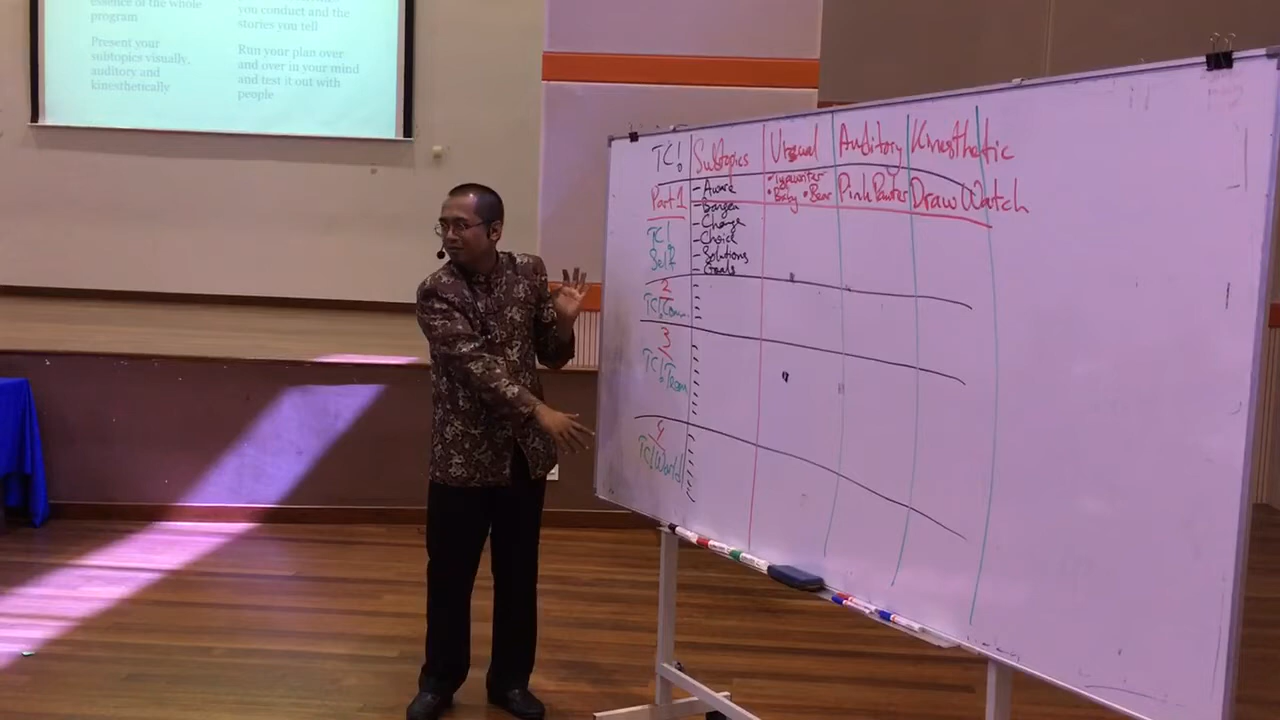 essence of the whole
program
Present your
subtopics visually,
auditory and
kinesthetically
you conduct and the
stories you tell
Run your plan over
and over in your mind
and test it out with
people
TC! Subtopics Visual Auditory Kinesthetic
Part 1
TC!
Self
- Aware
- Change
- Choice
- Solutions
- Goals
• Typewriter
• Baby • Bear
Pink Panter
Draw Watch
2
TC! Comm.
3
TC! Team
4
TC! World